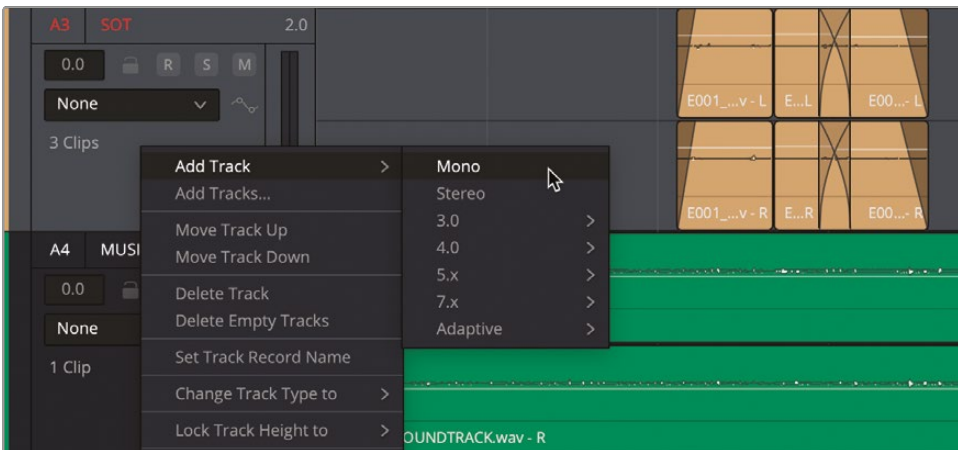 A3 SOT 2.0
0.0 R S M
None
3 Clips
E001_...v - L E...L E00...- L
E001_...v - R E...R E00...- R
Add Track
Add Tracks...
Move Track Up
Move Track Down
Delete Track
Delete Empty Tracks
Set Track Record Name
Change Track Type to
Lock Track Height to
Mono
Stereo
3.0
4.0
5.x
7.x
Adaptive
A4 MUSI
0.0
None
1 Clip
OUNDTRACK.wav - R